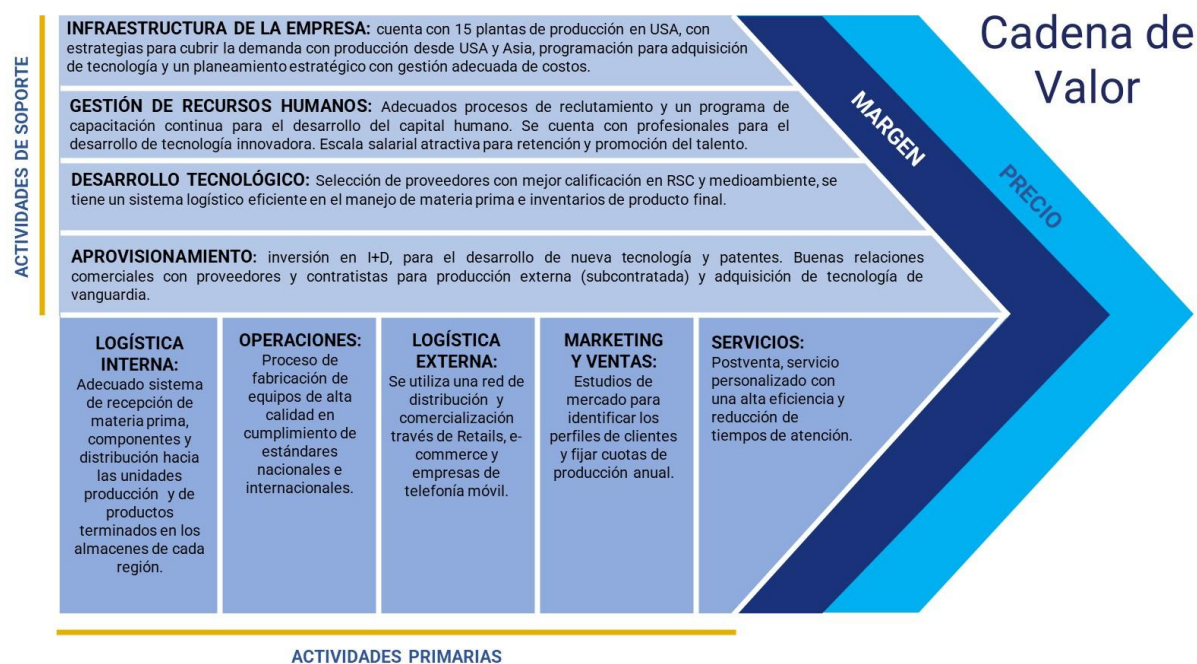 Cadena de
Valor
ACTIVIDADES DE SOPORTE
INFRAESTRUCTURA DE LA EMPRESA: cuenta con 15 plantas de producción en USA, con
estrategias para cubrir la demanda con producción desde USA y Asia, programación para adquisición
de tecnología y un planeamiento estratégico con gestión adecuada de costos.
GESTIÓN DE RECURSOS HUMANOS: Adecuados procesos de reclutamiento y un programa de
capacitación continua para el desarrollo del capital humano. Se cuenta con profesionales para el
desarrollo de tecnología innovadora. Escala salarial atractiva para retención y promoción del talento.
DESARROLLO TECNOLÓGICO: Selección de proveedores con mejor calificación en RSC y medioambiente, se
tiene un sistema logístico eficiente en el manejo de materia prima e inventarios de producto final.
APROVISIONAMIENTO: inversión en I+D, para el desarrollo de nueva tecnología y patentes. Buenas relaciones
comerciales con proveedores y contratistas para producción externa (subcontratada) y adquisición de tecnología de
vanguardia.
MARGEN
PRECIO
LOGÍSTICA
INTERNA:
Adecuado sistema
de recepción de
materia prima,
componentes y
distribución hacia
las unidades
producción y de
productos
terminados en los
almacenes de cada
región.
OPERACIONES:
Proceso de
fabricación de
equipos de alta
calidad en
cumplimiento de
estándares
nacionales e
internacionales.
LOGÍSTICA
EXTERNA:
Se utiliza una red de
distribución y
comercialización
través de Retails, e-
commerce y
empresas de
telefonía móvil.
MARKETING
Y VENTAS:
Estudios de
mercado para
identificar los
perfiles de clientes
y fijar cuotas de
producción anual.
SERVICIOS:
Postventa, servicio
personalizado con
una alta eficiencia y
reducción de
tiempos de atención.
ACTIVIDADES PRIMARIAS